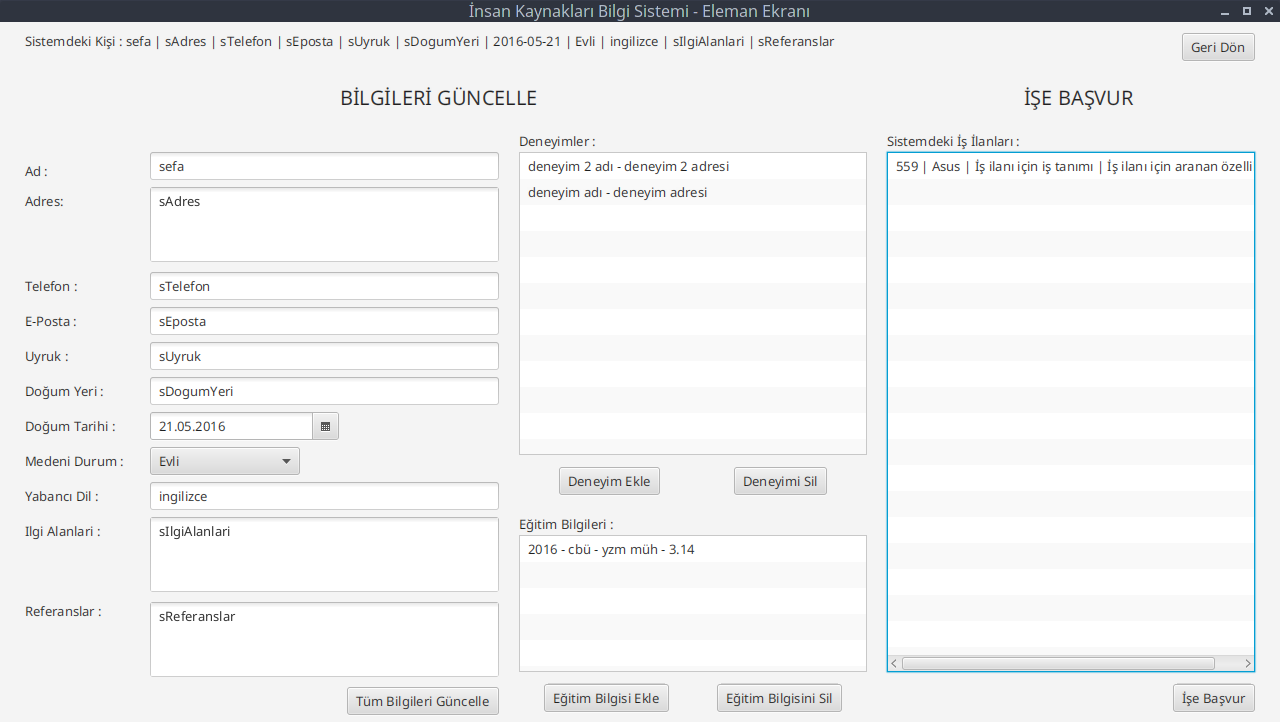 İnsan Kaynakları Bilgi Sistemi - Eleman Ekranı
Sistemdeki Kişi : sefa | sAdres | sTelefon | sEposta | sUyruk | sDogumYeri | 2016-05-21 | Evli | ingilizce | sIlgiAlanlari | sReferanslar
Geri Dön
BİLGİLERİ GÜNCELLE
Ad :
sefa
Adres:
sAdres
Telefon :
sTelefon
E-Posta :
sEposta
Uyruk :
sUyruk
Doğum Yeri :
sDogumYeri
Doğum Tarihi :
21.05.2016
Medeni Durum :
Evli
Yabancı Dil :
ingilizce
Ilgi Alanlari :
sIlgiAlanlari
Referanslar :
sReferanslar
Tüm Bilgileri Güncelle
Deneyimler :
deneyim 2 adı - deneyim 2 adresi
deneyim adı - deneyim adresi
Deneyim Ekle
Deneyimi Sil
Eğitim Bilgileri :
2016 - cbü - yzm müh - 3.14
Eğitim Bilgisi Ekle
Eğitim Bilgisini Sil
İŞE BAŞVUR
Sistemdeki İş İlanları :
559 | Asus | İş ilanı için iş tanımı | İş ilanı için aranan özelli
İşe Başvur